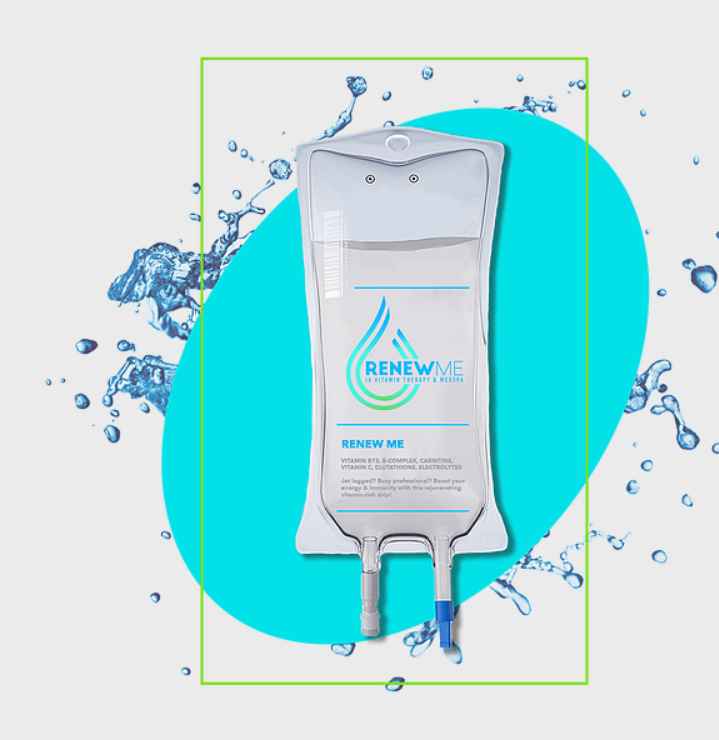 RENEWME
IV VITAMIN THERAPY & MEDSPA
RENEW ME
VITAMIN B12, B-COMPLEX, CARNITINE,
VITAMIN C, GLUTATHIONE, ELECTROLYTES
Jet lagged? Busy professional? Boost your
energy & immunity with this rejuvenating
vitamin-rich drip!